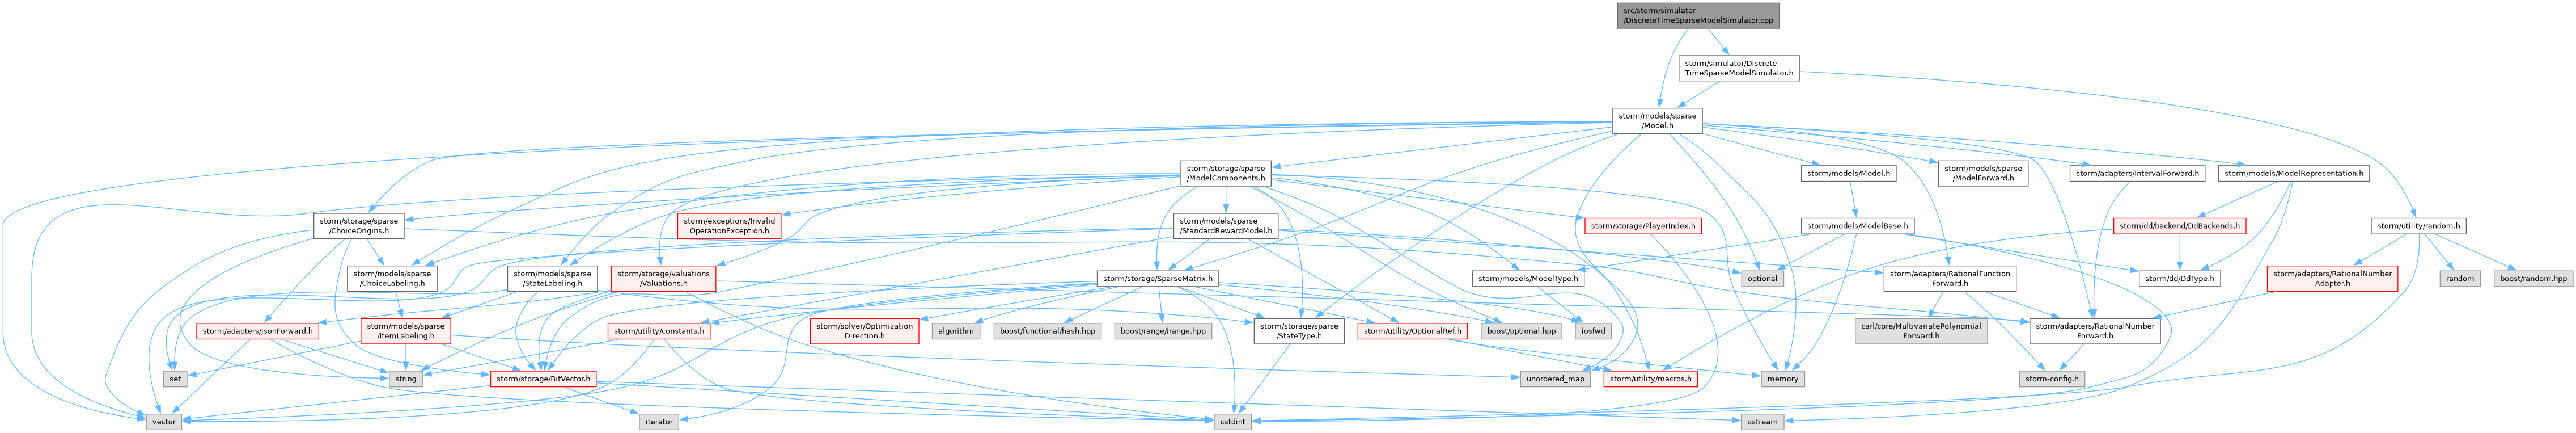 src/storm/simulator
/DiscreteTimeSparseModelSimulator.cpp
storm/simulator/Discrete
TimeSparseModelSimulator.h
storm/models/sparse
/Model.h
storm/storage/sparse
/ModelComponents.h
storm/models/Model.h
storm/models/sparse
/ModelForward.h
storm/adapters/IntervalForward.h
storm/models/ModelRepresentation.h
storm/storage/sparse
/ChoiceOrigins.h
storm/exceptions/Invalid
OperationException.h
storm/models/sparse
/StandardRewardModel.h
storm/storage/PlayerIndex.h
storm/models/ModelBase.h
storm/dd/backend/DdBackends.h
storm/utility/random.h
storm/models/sparse
/ChoiceLabeling.h
storm/models/sparse
/StateLabeling.h
storm/storage/valuations
/Valuations.h
storm/storage/SparseMatrix.h
storm/models/ModelType.h
optional
storm/adapters/RationalFunction
Forward.h
storm/dd/DdType.h
storm/adapters/RationalNumber
Adapter.h
random
boost/random.hpp
storm/adapters/JsonForward.h
storm/models/sparse
/ItemLabeling.h
storm/utility/constants.h
storm/solver/Optimization
Direction.h
algorithm
boost/functional/hash.hpp
boost/range/irange.hpp
storm/storage/sparse
/StateType.h
storm/utility/OptionalRef.h
boost/optional.hpp
iosfwd
carl/core/MultivariatePolynomial
Forward.h
storm/adapters/RationalNumber
Forward.h
set
string
storm/storage/BitVector.h
unordered_map
storm/utility/macros.h
memory
storm-config.h
vector
iterator
cstdint
ostream